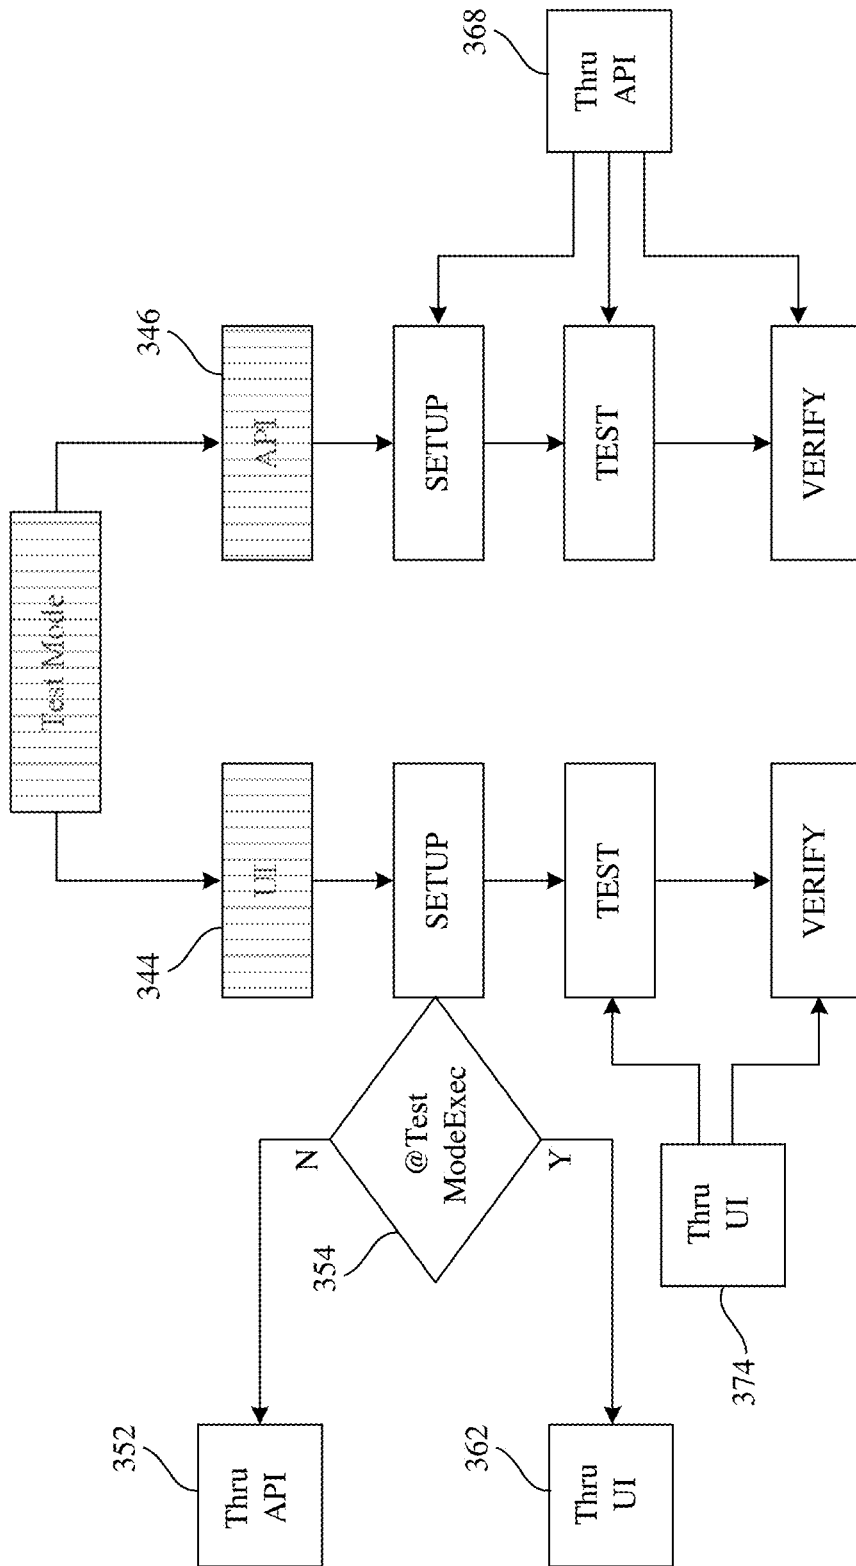 Test Mode
344
UI
346
API
352
Thru
API
N
354
@Test
ModeExec
Y
362
Thru
UI
SETUP
SETUP
368
Thru
API
TEST
TEST
374
Thru
UI
VERIFY
VERIFY